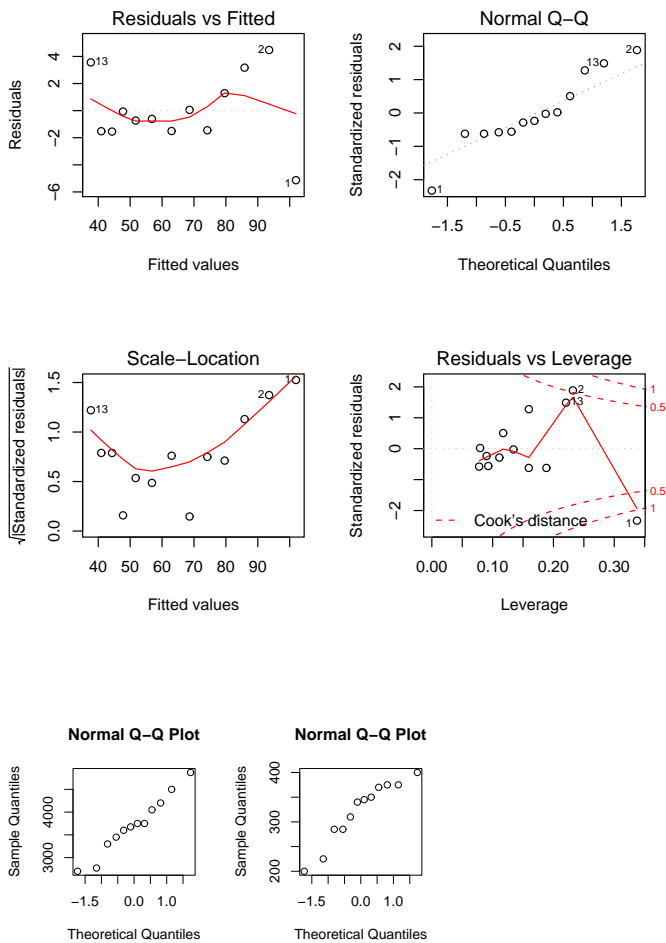 Residuals vs Fitted
Residuals
4
2
−2
−6
13
2
1
40 50 60 70 80 90
Fitted values
Normal Q−Q
Standardized residuals
2
1
0
−1
−2
13
2
1
−1.5 −0.5 0.5 1.5
Theoretical Quantiles
Scale−Location
√|Standardized residuals|
1.5
1.0
0.5
0.0
13
2
1
40 50 60 70 80 90
Fitted values
Residuals vs Leverage
Standardized residuals
2
0
−2
2
13
1
1
0.5
0.5
1
Cook's distance
0.00 0.10 0.20 0.30
Leverage
Normal Q−Q Plot
Sample Quantiles
4000
3000
−1.5 0.0 1.0
Theoretical Quantiles
Normal Q−Q Plot
Sample Quantiles
400
300
200
−1.5 0.0 1.0
Theoretical Quantiles